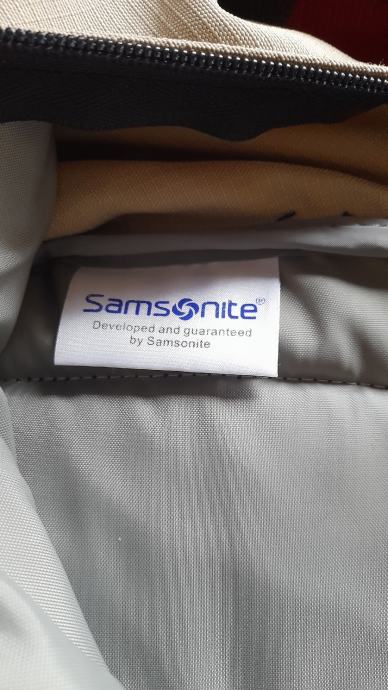 Samsonite®
Developed and guaranteed
by Samsonite